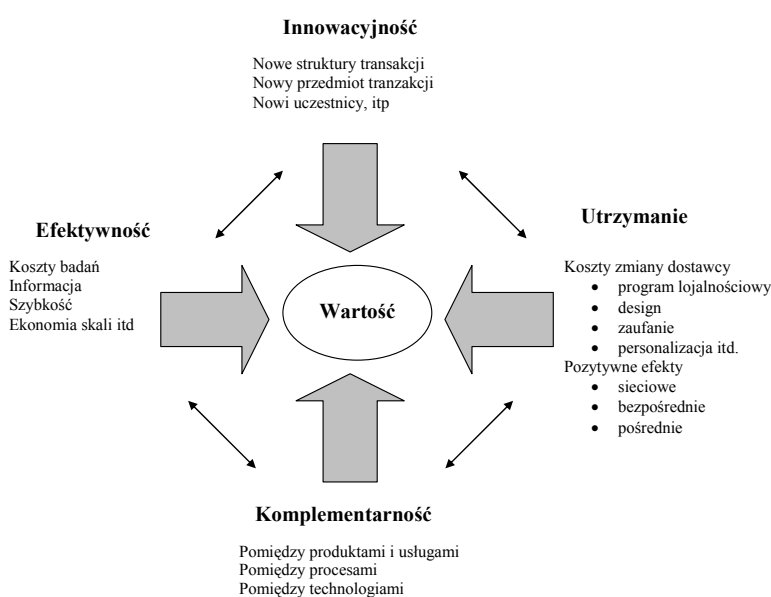 Innowacyjność
Nowe struktury transakcji
Nowy przedmiot tranzakcji
Nowi uczestnicy, itp
Efektywność
Koszty badań
Informacja
Szybkość
Ekonomia skali itd
Wartość
Utrzymanie
Koszty zmiany dostawcy
• program lojalnościowy
• design
• zaufanie
• personalizacja itd.
Pozytywne efekty
• sieciowe
• bezpośrednie
• pośrednie
Komplementarność
Pomiędzy produktami i usługami
Pomiędzy procesami
Pomiędzy technologiami